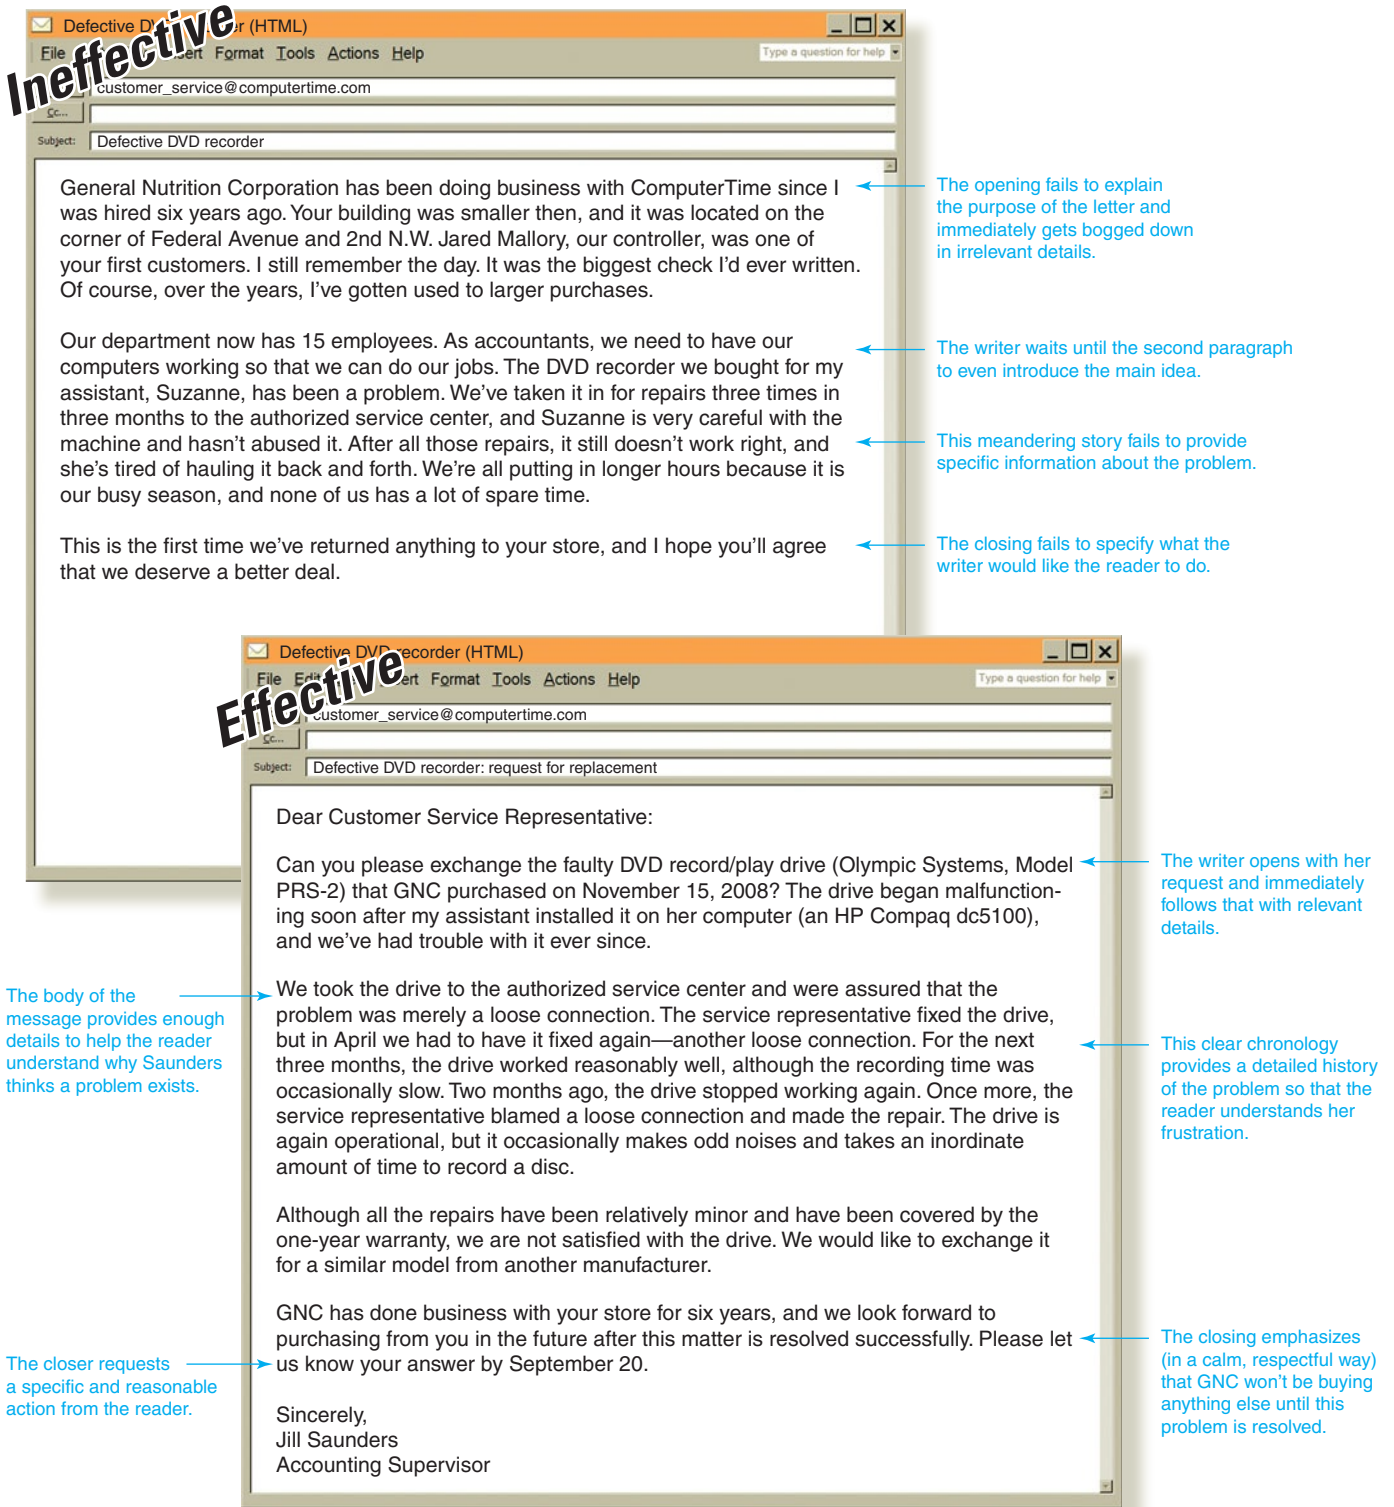 Ineffective
Defective D er (HTML)
File sert Format Tools Actions Help
Type a question for help
customer_service@computertime.com
Cc...
Subject: Defective DVD recorder
General Nutrition Corporation has been doing business with ComputerTime since I
was hired six years ago. Your building was smaller then, and it was located on the
corner of Federal Avenue and 2nd N.W. Jared Mallory, our controller, was one of
your first customers. I still remember the day. It was the biggest check I’d ever written.
Of course, over the years, I’ve gotten used to larger purchases.
The opening fails to explain
the purpose of the letter and
immediately gets bogged down
in irrelevant details.
Our department now has 15 employees. As accountants, we need to have our
computers working so that we can do our jobs. The DVD recorder we bought for my
assistant, Suzanne, has been a problem. We’ve taken it in for repairs three times in
three months to the authorized service center, and Suzanne is very careful with the
machine and hasn’t abused it. After all those repairs, it still doesn’t work right, and
she’s tired of hauling it back and forth. We’re all putting in longer hours because it is
our busy season, and none of us has a lot of spare time.
The writer waits until the second paragraph
to even introduce the main idea.
This meandering story fails to provide
specific information about the problem.
This is the first time we’ve returned anything to your store, and I hope you’ll agree
that we deserve a better deal.
The closing fails to specify what the
writer would like the reader to do.
Effective
Defective DVD recorder (HTML)
File Edit ert Format Tools Actions Help
Type a question for help
customer_service@computertime.com
Cc...
Subject: Defective DVD recorder: request for replacement
Dear Customer Service Representative:
Can you please exchange the faulty DVD record/play drive (Olympic Systems, Model
PRS-2) that GNC purchased on November 15, 2008? The drive began malfunction-
ing soon after my assistant installed it on her computer (an HP Compaq dc5100),
and we’ve had trouble with it ever since.
The writer opens with her
request and immediately
follows that with relevant
details.
We took the drive to the authorized service center and were assured that the
problem was merely a loose connection. The service representative fixed the drive,
but in April we had to have it fixed again—another loose connection. For the next
three months, the drive worked reasonably well, although the recording time was
occasionally slow. Two months ago, the drive stopped working again. Once more, the
service representative blamed a loose connection and made the repair. The drive is
again operational, but it occasionally makes odd noises and takes an inordinate
amount of time to record a disc.
The body of the
message provides enough
details to help the reader
understand why Saunders
thinks a problem exists.
This clear chronology
provides a detailed history
of the problem so that the
reader understands her
frustration.
Although all the repairs have been relatively minor and have been covered by the
one-year warranty, we are not satisfied with the drive. We would like to exchange it
for a similar model from another manufacturer.
GNC has done business with your store for six years, and we look forward to
purchasing from you in the future after this matter is resolved successfully. Please let
us know your answer by September 20.
The closer requests
a specific and reasonable
action from the reader.
The closing emphasizes
(in a calm, respectful way)
that GNC won’t be buying
anything else until this
problem is resolved.
Sincerely,
Jill Saunders
Accounting Supervisor